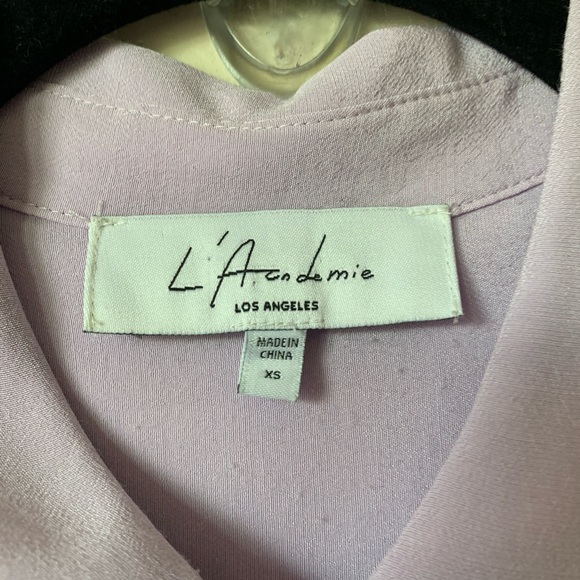 L'Academie
LOS ANGELES
MADE IN
CHINA
XS